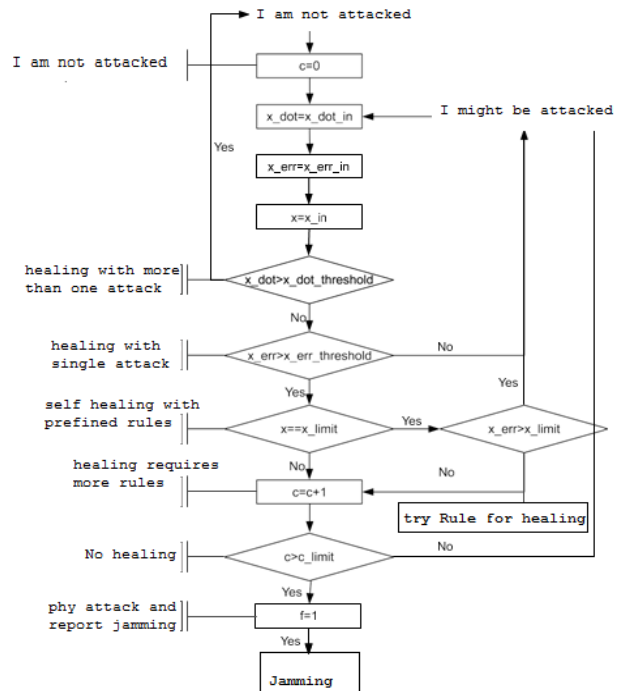 I am not attacked
I am not attacked
c=0
I might be attacked
x_dot=x_dot_in
Yes
x_err=x_err_in
x=x_in
healing with more
than one attack
x_dot>x_dot_threshold
No
healing with
single attack
x_err>x_err_threshold
No
Yes
Yes
self healing with
prefined rules
x==x_limit
Yes
x_err>x_limit
No
healing requires
more rules
c=c+1
No
try Rule for healing
No healing
c>c_limit
No
Yes
phy attack and
report jamming
f=1
Yes
Jamming